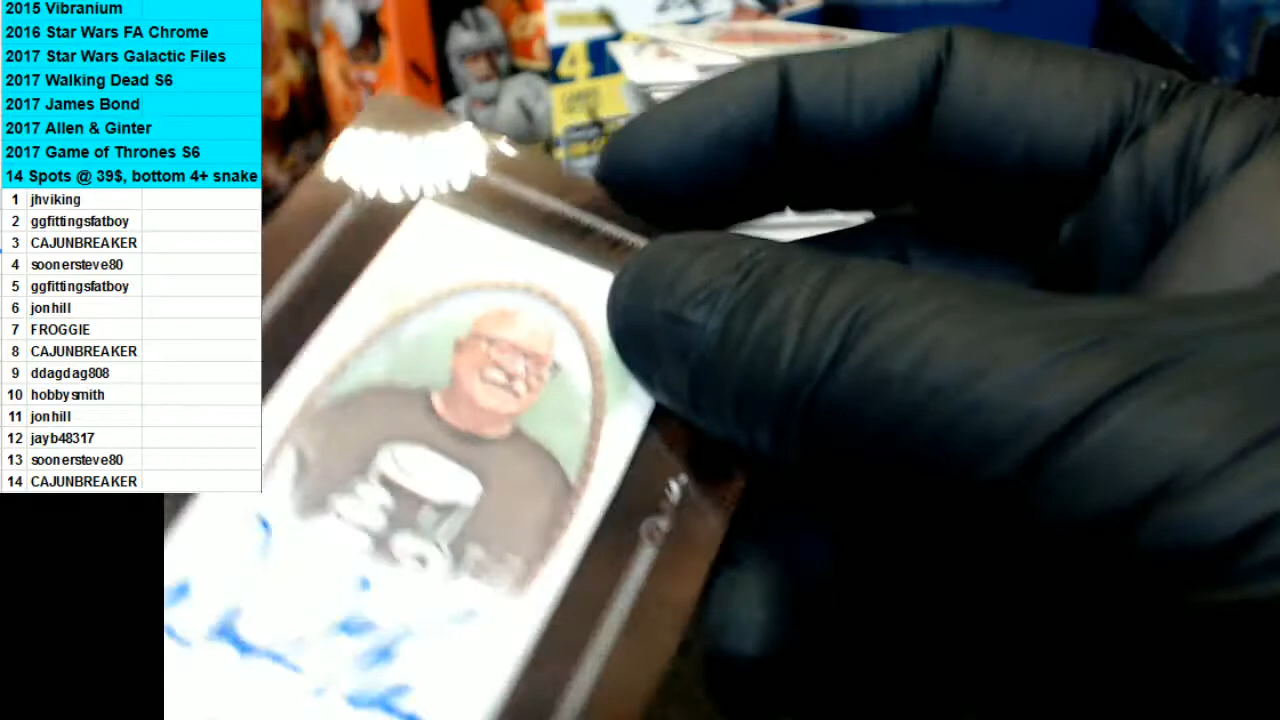 2015 Vibranium
2016 Star Wars FA Chrome
2017 Star Wars Galactic Files
2017 Walking Dead S6
2017 James Bond
2017 Allen & Ginter
2017 Game of Thrones S6
14 Spots @ 39$, bottom 4+ snake
1 jhviking
2 ggfittingsfatboy
3 CAJUNBREAKER
4 soonersteve80
5 ggfittingsfatboy
6 jonhill
7 FROGGIE
8 CAJUNBREAKER
9 ddagdag808
10 hobbysmith
11 jonhill
12 jayb48317
13 soonersteve80
14 CAJUNBREAKER
4